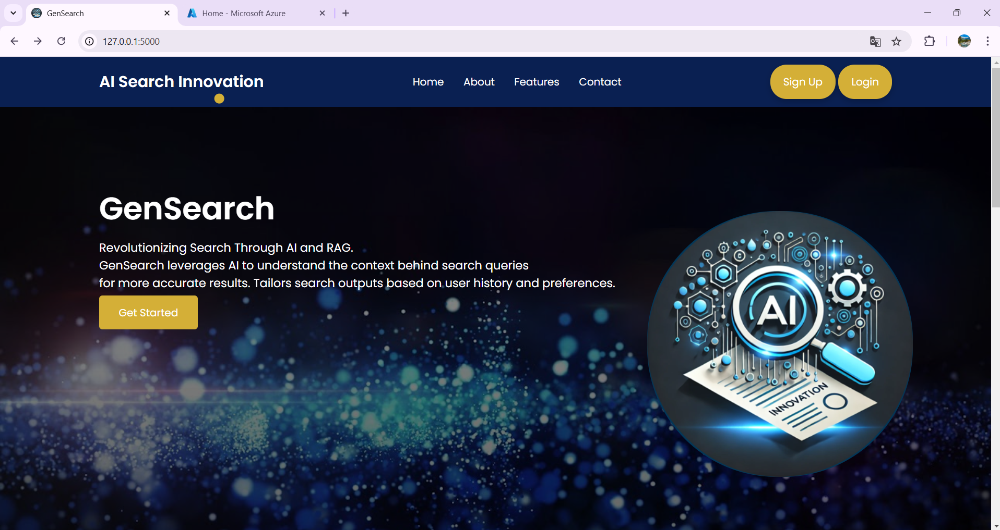 GenSearch
Home - Microsoft Azure
127.0.0.1:5000
AI Search Innovation
Home
About
Features
Contact
Sign Up
Login
GenSearch
Revolutionizing Search Through AI and RAG.
GenSearch leverages AI to understand the context behind search queries
for more accurate results. Tailors search outputs based on user history and preferences.
Get Started
AI
INNOVATION